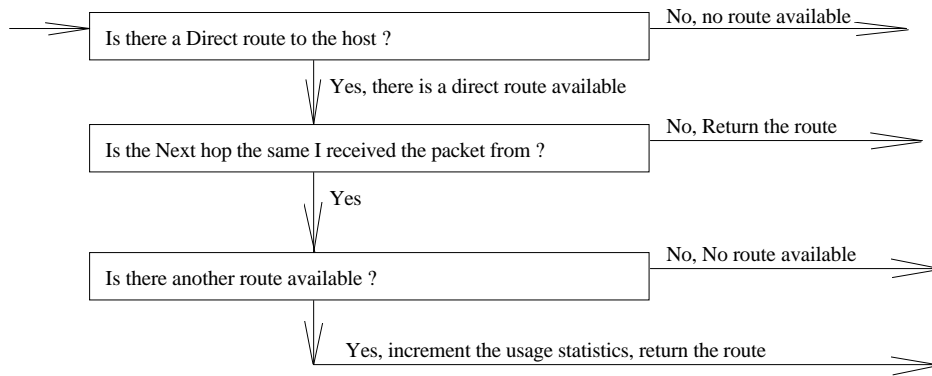 No, no route available
Is there a Direct route to the host ?
Yes, there is a direct route available
No, Return the route
Is the Next hop the same I received the packet from ?
Yes
No, No route available
Is there another route available ?
Yes, increment the usage statistics, return the route